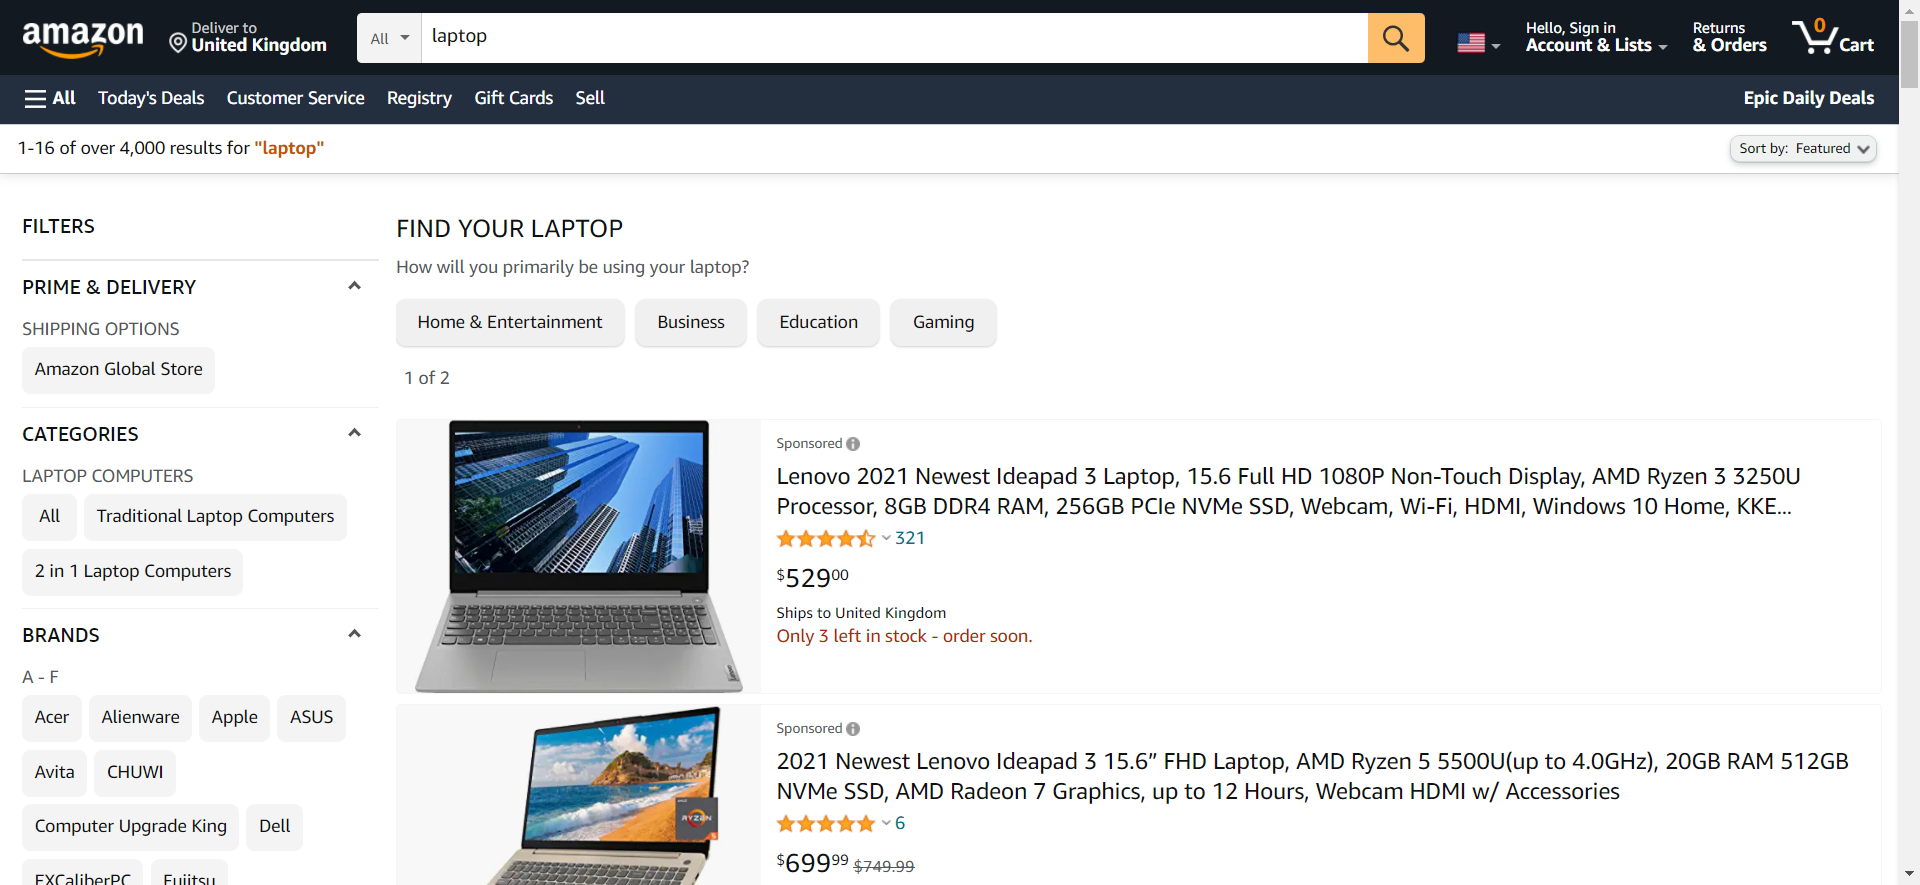 amazon
Deliver to
United Kingdom
All
laptop
Hello, Sign in
Account & Lists
Returns
& Orders
0
Cart
All
Today's Deals
Customer Service
Registry
Gift Cards
Sell
Epic Daily Deals
1-16 of over 4,000 results for "laptop"
Sort by: Featured
FILTERS
PRIME & DELIVERY
SHIPPING OPTIONS
Amazon Global Store
CATEGORIES
LAPTOP COMPUTERS
All
Traditional Laptop Computers
2 in 1 Laptop Computers
BRANDS
A - F
Acer
Alienware
Apple
ASUS
Avita
CHUWI
Computer Upgrade King
Dell
EXCaliberPC
Fujitsu
FIND YOUR LAPTOP
How will you primarily be using your laptop?
Home & Entertainment
Business
Education
Gaming
1 of 2
Sponsored
Lenovo 2021 Newest Ideapad 3 Laptop, 15.6 Full HD 1080P Non-Touch Display, AMD Ryzen 3 3250U
Processor, 8GB DDR4 RAM, 256GB PCIe NVMe SSD, Webcam, Wi-Fi, HDMI, Windows 10 Home, KKE...
321
$52900
Ships to United Kingdom
Only 3 left in stock - order soon.
Sponsored
2021 Newest Lenovo Ideapad 3 15.6” FHD Laptop, AMD Ryzen 5 5500U(up to 4.0GHz), 20GB RAM 512GB
NVMe SSD, AMD Radeon 7 Graphics, up to 12 Hours, Webcam HDMI w/ Accessories
6
$69999 $749.99
RYZEN